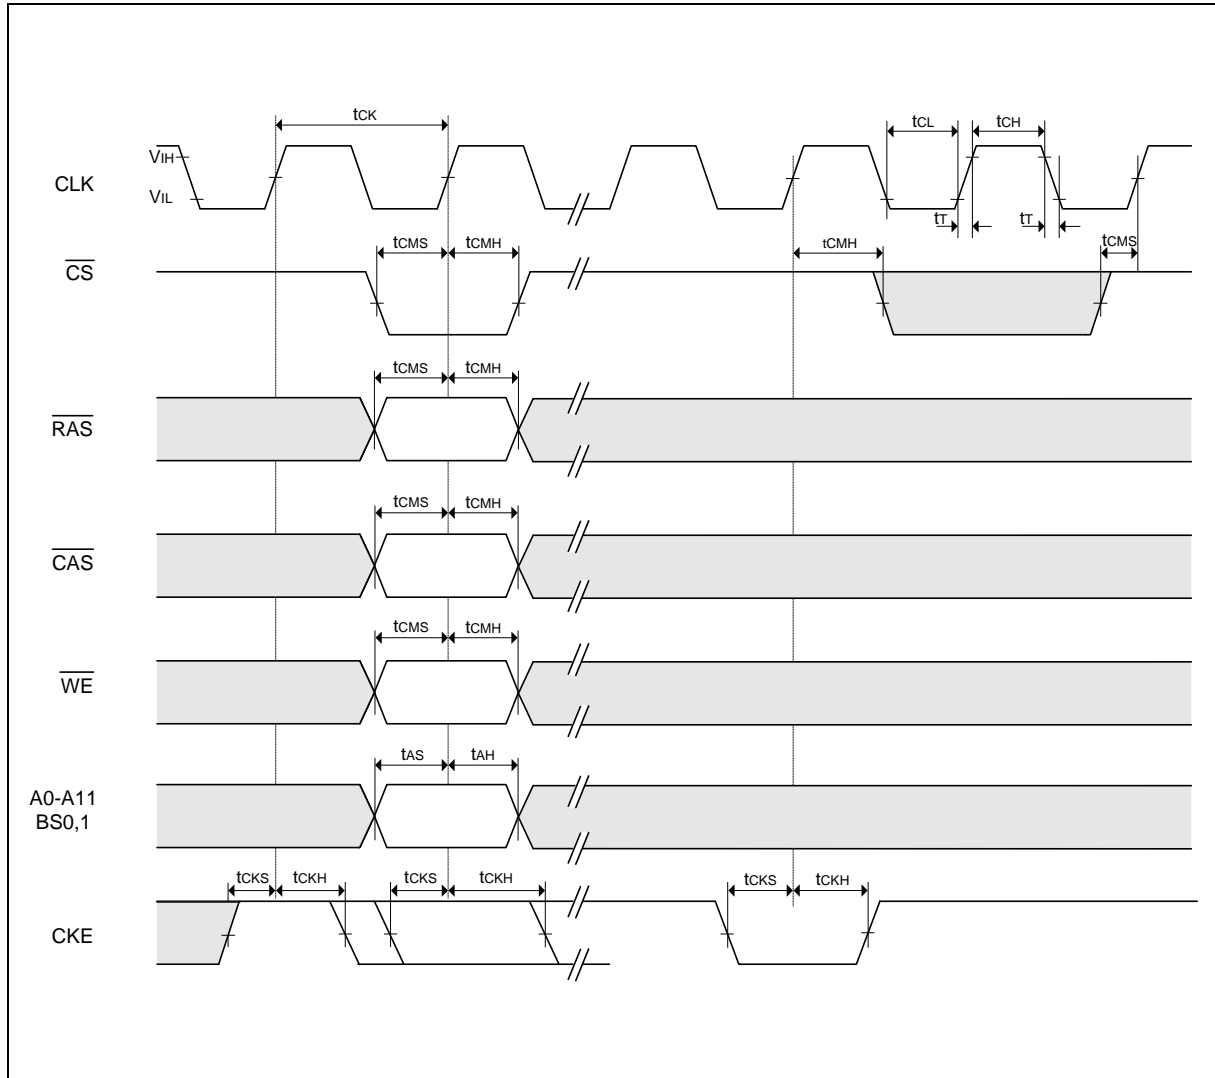 tCK
tCL
tCH
VIH
CLK
VIL
tT
tT
tCMS
tCMH
tCMH
tCMS
CS
tCMS
tCMH
RAS
tCMS
tCMH
CAS
tCMS
tCMH
WE
tAS
tAH
A0-A11
BS0,1
tCKS
tCKH
tCKS
tCKH
tCKS
tCKH
CKE